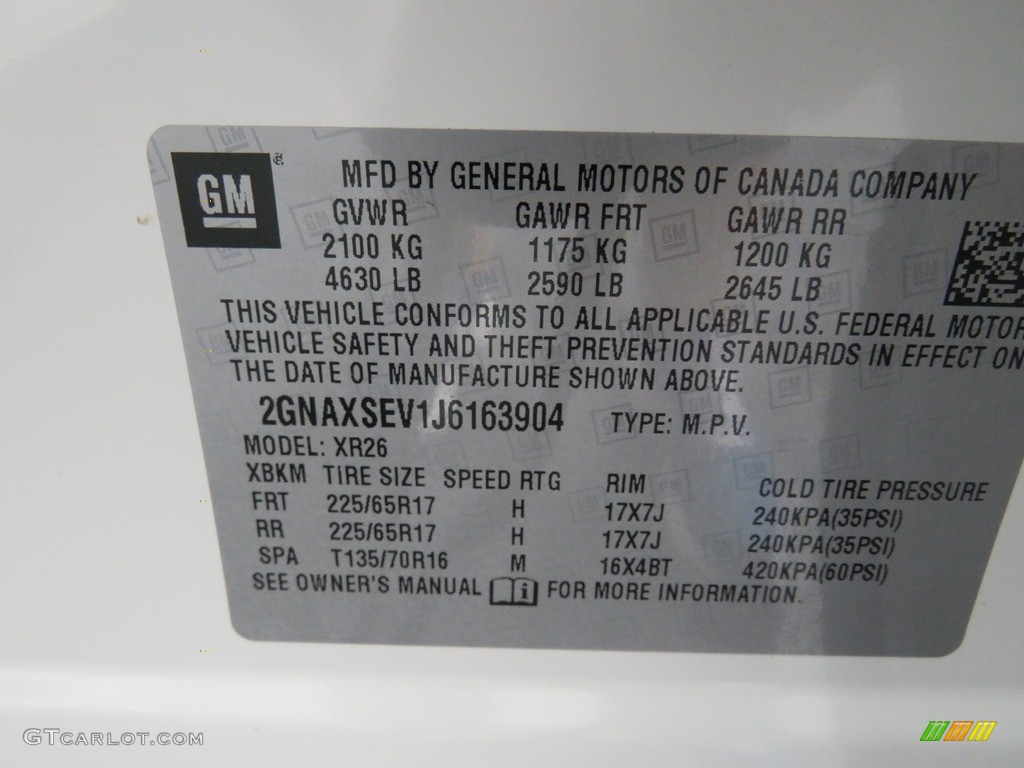 GM
®
MFD BY GENERAL MOTORS OF CANADA COMPANY
GVWR GAWR FRT GAWR RR
2100 KG 1175 KG 1200 KG
4630 LB 2590 LB 2645 LB
THIS VEHICLE CONFORMS TO ALL APPLICABLE U.S. FEDERAL MOTOR
VEHICLE SAFETY AND THEFT PREVENTION STANDARDS IN EFFECT ON
THE DATE OF MANUFACTURE SHOWN ABOVE.
2GNAXSEV1J6163904 TYPE: M.P.V.
MODEL: XR26
XBKM TIRE SIZE SPEED RTG RIM COLD TIRE PRESSURE
FRT 225/65R17 H 17X7J 240KPA(35PSI)
RR 225/65R17 H 17X7J 240KPA(35PSI)
SPA T135/70R16 M 16X4BT 420KPA(60PSI)
SEE OWNER'S MANUAL i FOR MORE INFORMATION.
GTCARLOT.COM